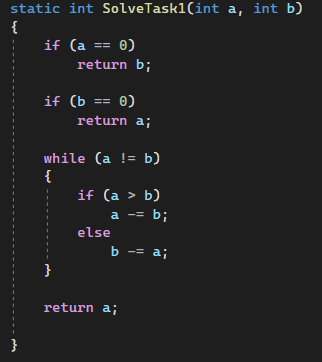 static int SolveTask1(int a, int b)
{
    if (a == 0)
        return b;

    if (b == 0)
        return a;

    while (a != b)
    {
        if (a > b)
            a -= b;
        else
            b -= a;
    }

    return a;

}